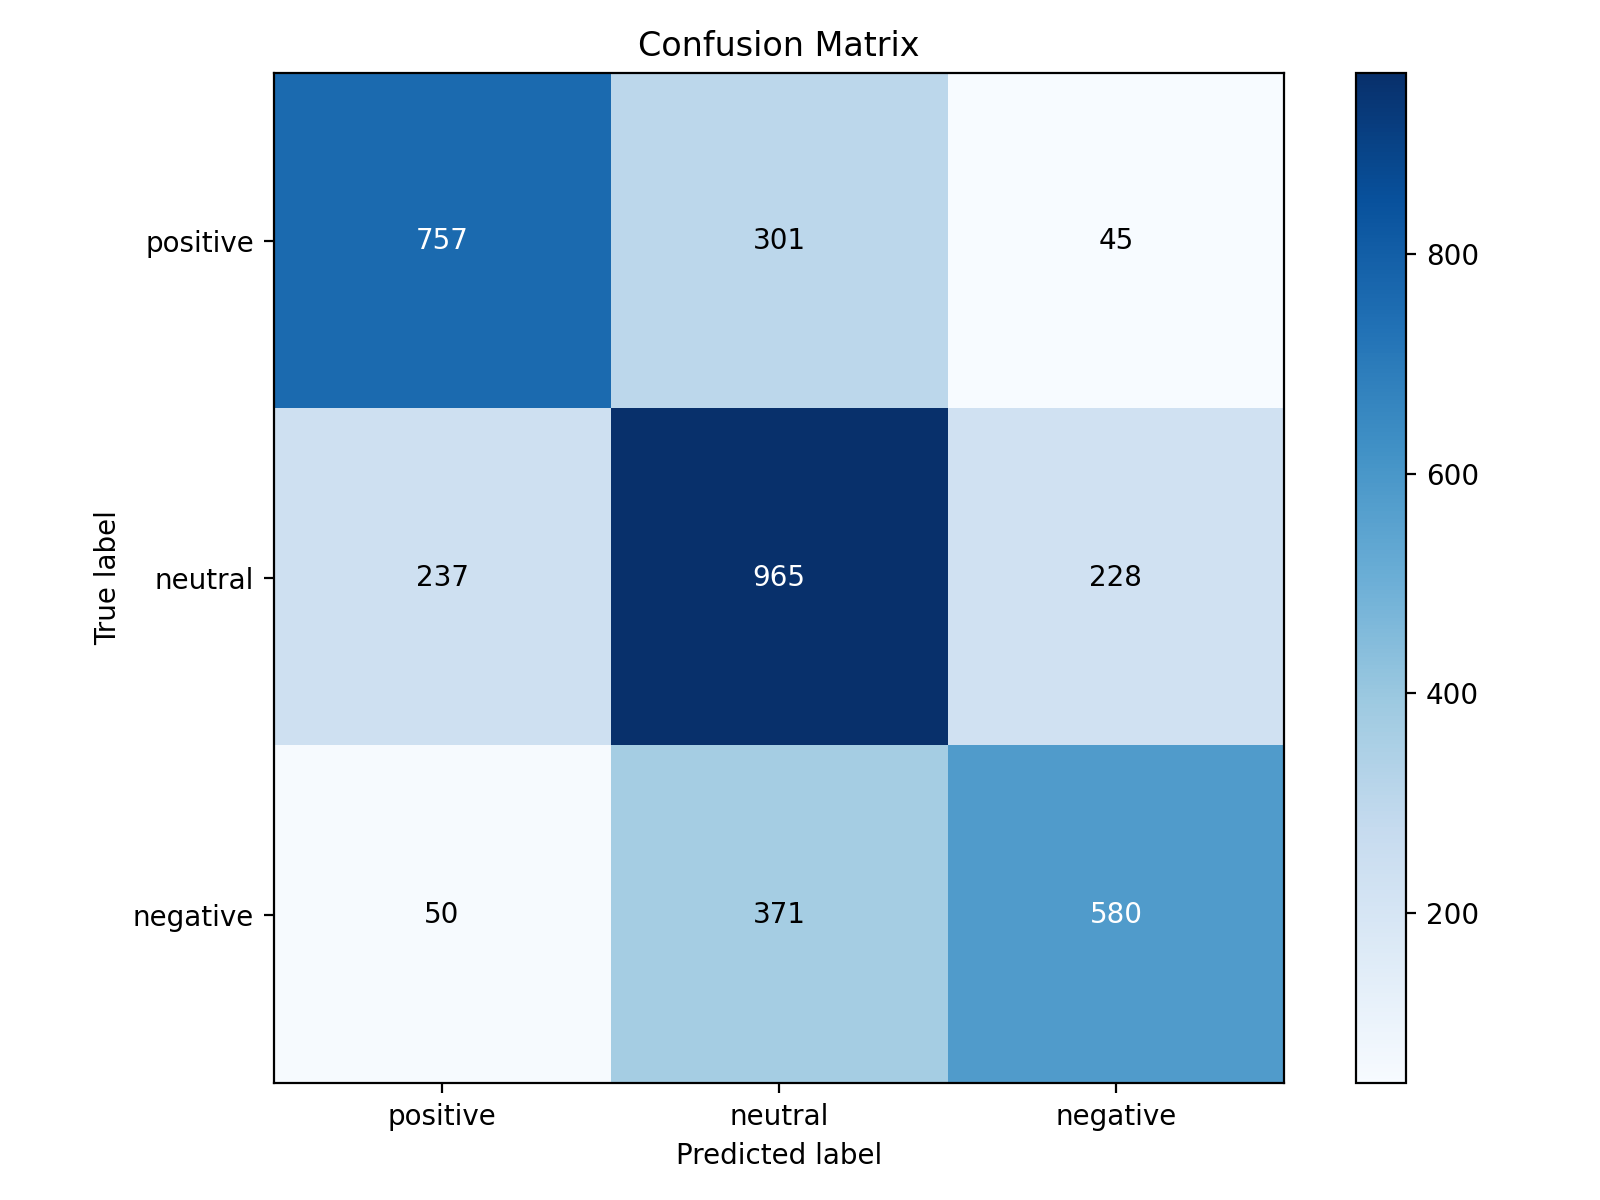 Confusion Matrix
positive
757
301
45
neutral
237
965
228
negative
50
371
580
positive
neutral
negative
Predicted label
True label
800
600
400
200